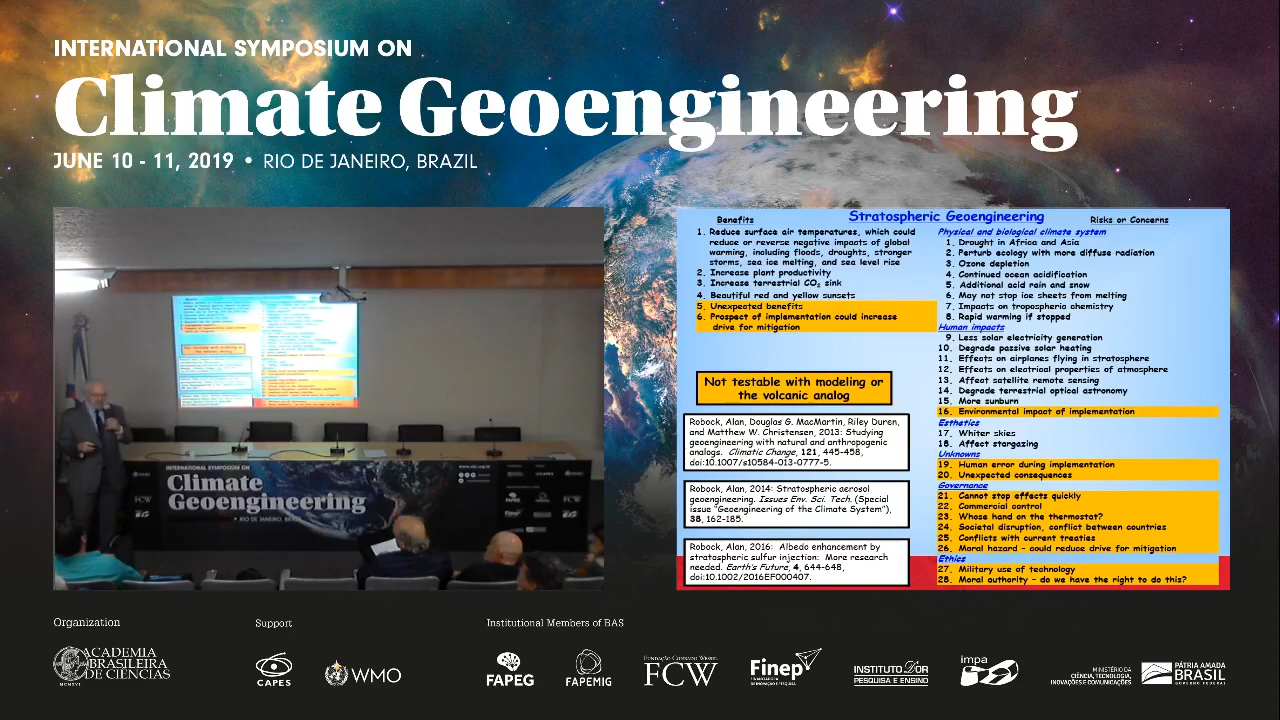 INTERNATIONAL SYMPOSIUM ON
Climate Geoengineering
JUNE 10 - 11, 2019 • RIO DE JANEIRO, BRAZIL
Stratospheric Geoengineering
Benefits
1. Reduce surface air temperatures, which could
reduce or reverse negative impacts of global
warming, including floods, droughts, stronger
storms, sea ice melting, and sea level rise
2. Increase plant productivity
3. Increase terrestrial CO₂ sink
4. Beautiful red and yellow sunsets
5. Unexpected benefits
6. Prospect of implementation could increase
drive for mitigation
Not testable with modeling or
the volcanic analog
Robock, Alan, Douglas G. MacMartin, Riley Duren,
and Matthew W. Christensen, 2013: Studying
geoengineering with natural and anthropogenic
analogs. Climatic Change, 121, 445-458,
doi:10.1007/s10584-013-0777-5.
Robock, Alan, 2014: Stratospheric aerosol
geoengineering. Issues Env. Sci. Tech. (Special
issue "Geoengineering of the Climate System"),
38, 162-185.
Robock, Alan, 2016: Albedo enhancement by
stratospheric sulfur injection: More research
needed. Earth's Future, 4, 644-648,
doi:10.1002/2016EF000407.
Risks or Concerns
Physical and biological climate system
1. Drought in Africa and Asia
2. Perturb ecology with more diffuse radiation
3. Ozone depletion
4. Continued ocean acidification
5. Additional acid rain and snow
6. May not stop ice sheets from melting
7. Impacts on tropospheric chemistry
8. Rapid warming if stopped
Human impacts
9. Less solar electricity generation
10. Degrade passive solar heating
11. Effects on airplanes flying in stratosphere
12. Effects on electrical properties of atmosphere
13. Affect satellite remote sensing
14. Degrade terrestrial optical astronomy
15. More sunburn
16. Environmental impact of implementation
Esthetics
17. Whiter skies
18. Affect stargazing
Unknowns
19. Human error during implementation
20. Unexpected consequences
Governance
21. Cannot stop effects quickly
22. Commercial control
23. Whose hand on the thermostat?
24. Societal disruption, conflict between countries
25. Conflicts with current treaties
26. Moral hazard – could reduce drive for mitigation
Ethics
27. Military use of technology
28. Moral authority – do we have the right to do this?
INTERNATIONAL SYMPOSIUM ON
Climate
Geoengineering
• RIO DE JANEIRO, BRAZIL
Organization
ACADEMIA
BRASILEIRA
DE CIENCIAS
MCMXVI
Support
CAPES
WMO
Institutional Members of BAS
FAPEG
FAPEMIG
FUNDAÇÃO CONRADO WESSEL
FCW
Finep
INSTITUTO D'OR
PESQUISA E ENSINO
impa
MINISTÉRIO DA
CIÊNCIA, TECNOLOGIA,
INOVAÇÕES E COMUNICAÇÕES
PÁTRIA AMADA
BRASIL
GOVERNO FEDERAL